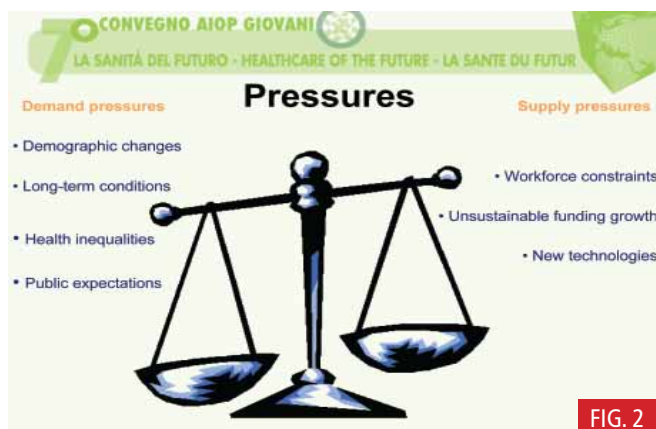 7° CONVEGNO AIOP GIOVANI
LA SANITÀ DEL FUTURO - HEALTHCARE OF THE FUTURE - LA SANTE DU FUTUR
Pressures
Demand pressures
• Demographic changes
• Long-term conditions
• Health inequalities
• Public expectations
Supply pressures
• Workforce constraints
• Unsustainable funding growth
• New technologies
FIG. 2